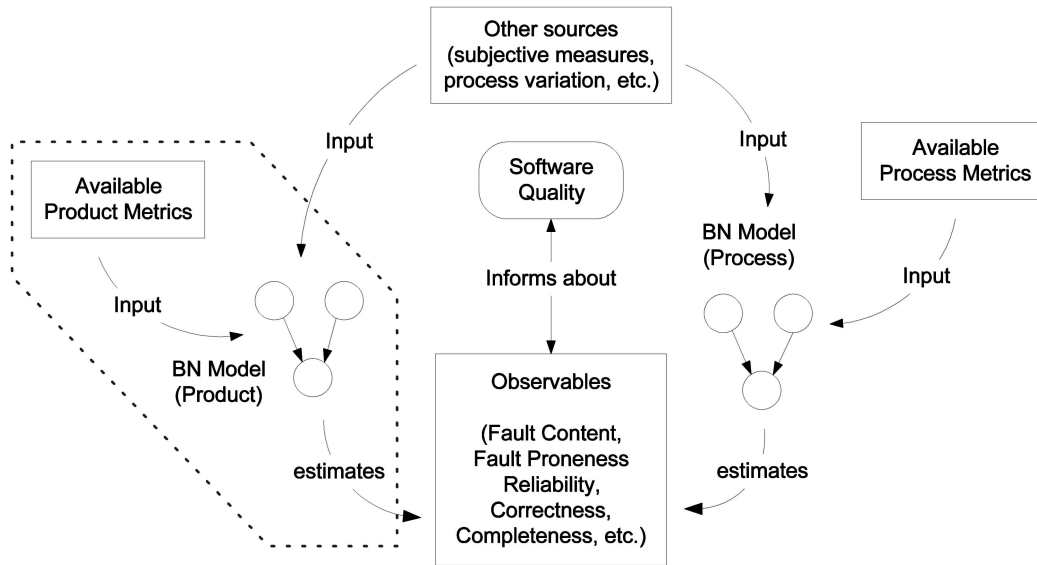 Other sources
(subjective measures,
process variation, etc.)
Input
Input
Available
Product Metrics
Software
Quality
Available
Process Metrics
BN Model
(Process)
Informs about
Input
Input
BN Model
(Product)
Observables
(Fault Content,
Fault Proneness
Reliability,
Correctness,
Completeness, etc.)
estimates
estimates